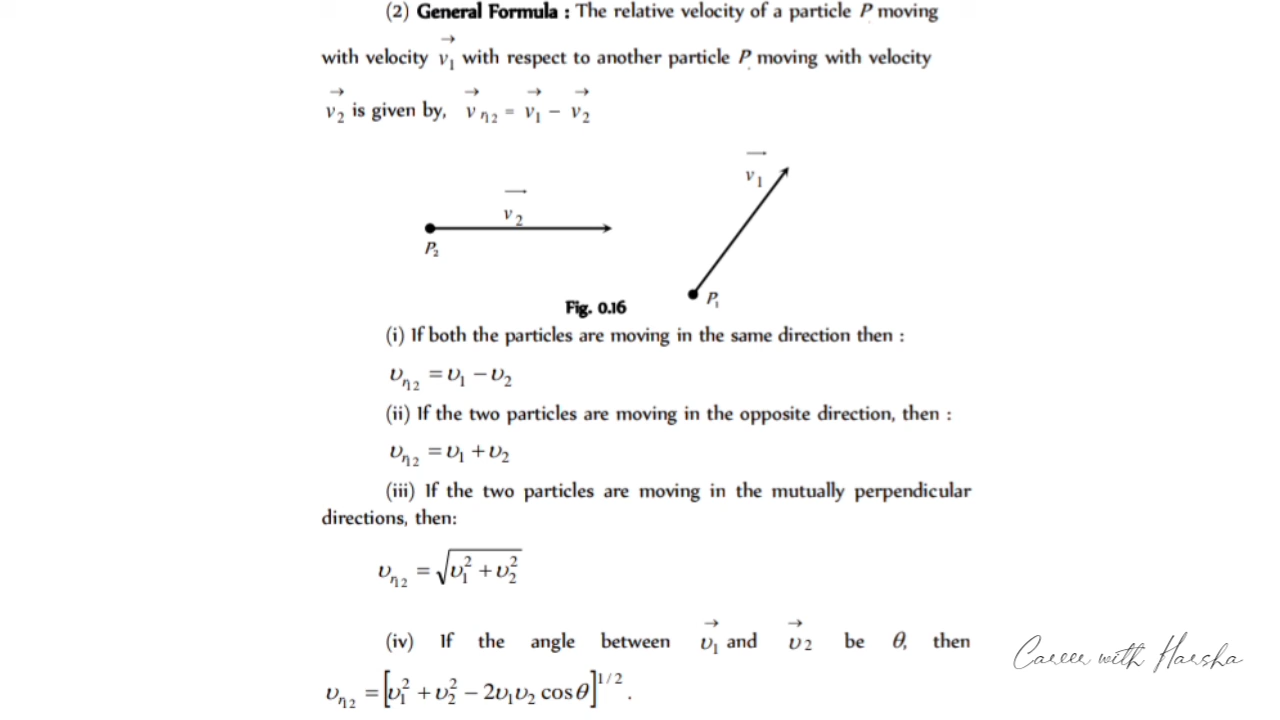 (2) General Formula : The relative velocity of a particle P moving
with velocity v⃗₁ with respect to another particle P moving with velocity
v⃗₂ is given by, v⃗ᵣ₁₂ = v⃗₁ − v⃗₂
v⃗₂
v⃗₁
P₂
P₁
Fig. 0.16
(i) If both the particles are moving in the same direction then :
υᵣ₁₂ = υ₁ − υ₂
(ii) If the two particles are moving in the opposite direction, then :
υᵣ₁₂ = υ₁ + υ₂
(iii) If the two particles are moving in the mutually perpendicular
directions, then:
υᵣ₁₂ = √(υ₁² + υ₂²)
(iv) If the angle between υ⃗₁ and υ⃗₂ be θ, then
υᵣ₁₂ = [υ₁² + υ₂² − 2υ₁υ₂ cos θ]^1/2 .
Career with Harsha